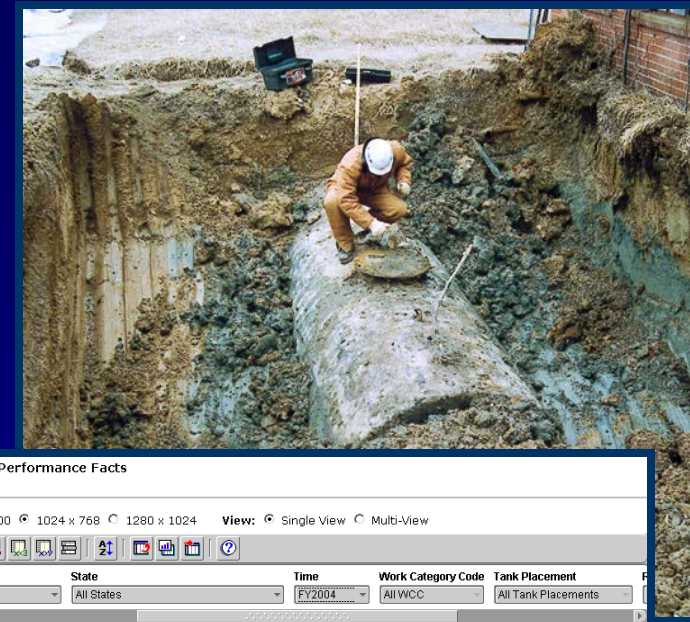 Performance Facts
00 1024 x 768 1280 x 1024 View: Single View Multi-View
State Time Work Category Code Tank Placement
All States FY2004 All WCC All Tank Placements